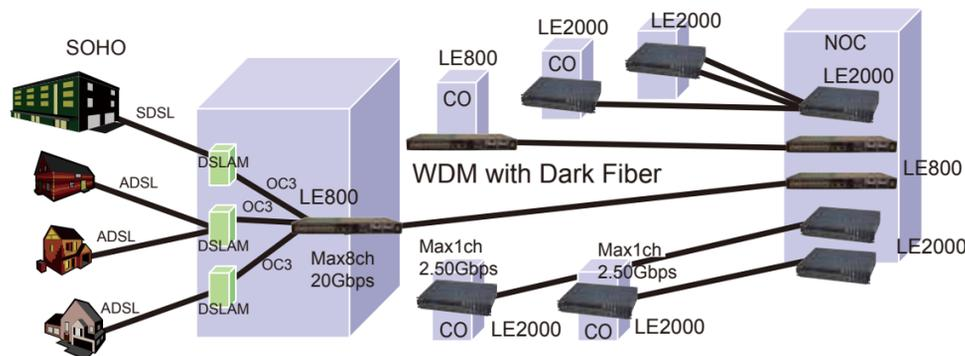 SOHO
SDSL
ADSL
ADSL
ADSL
DSLAM
DSLAM
DSLAM
OC3
OC3
OC3
LE800
Max8ch
20Gbps
LE800
CO
LE2000
CO
LE2000
NOC
LE2000
WDM with Dark Fiber
LE800
LE2000
Max1ch
2.50Gbps
CO
LE2000
Max1ch
2.50Gbps
CO
LE2000